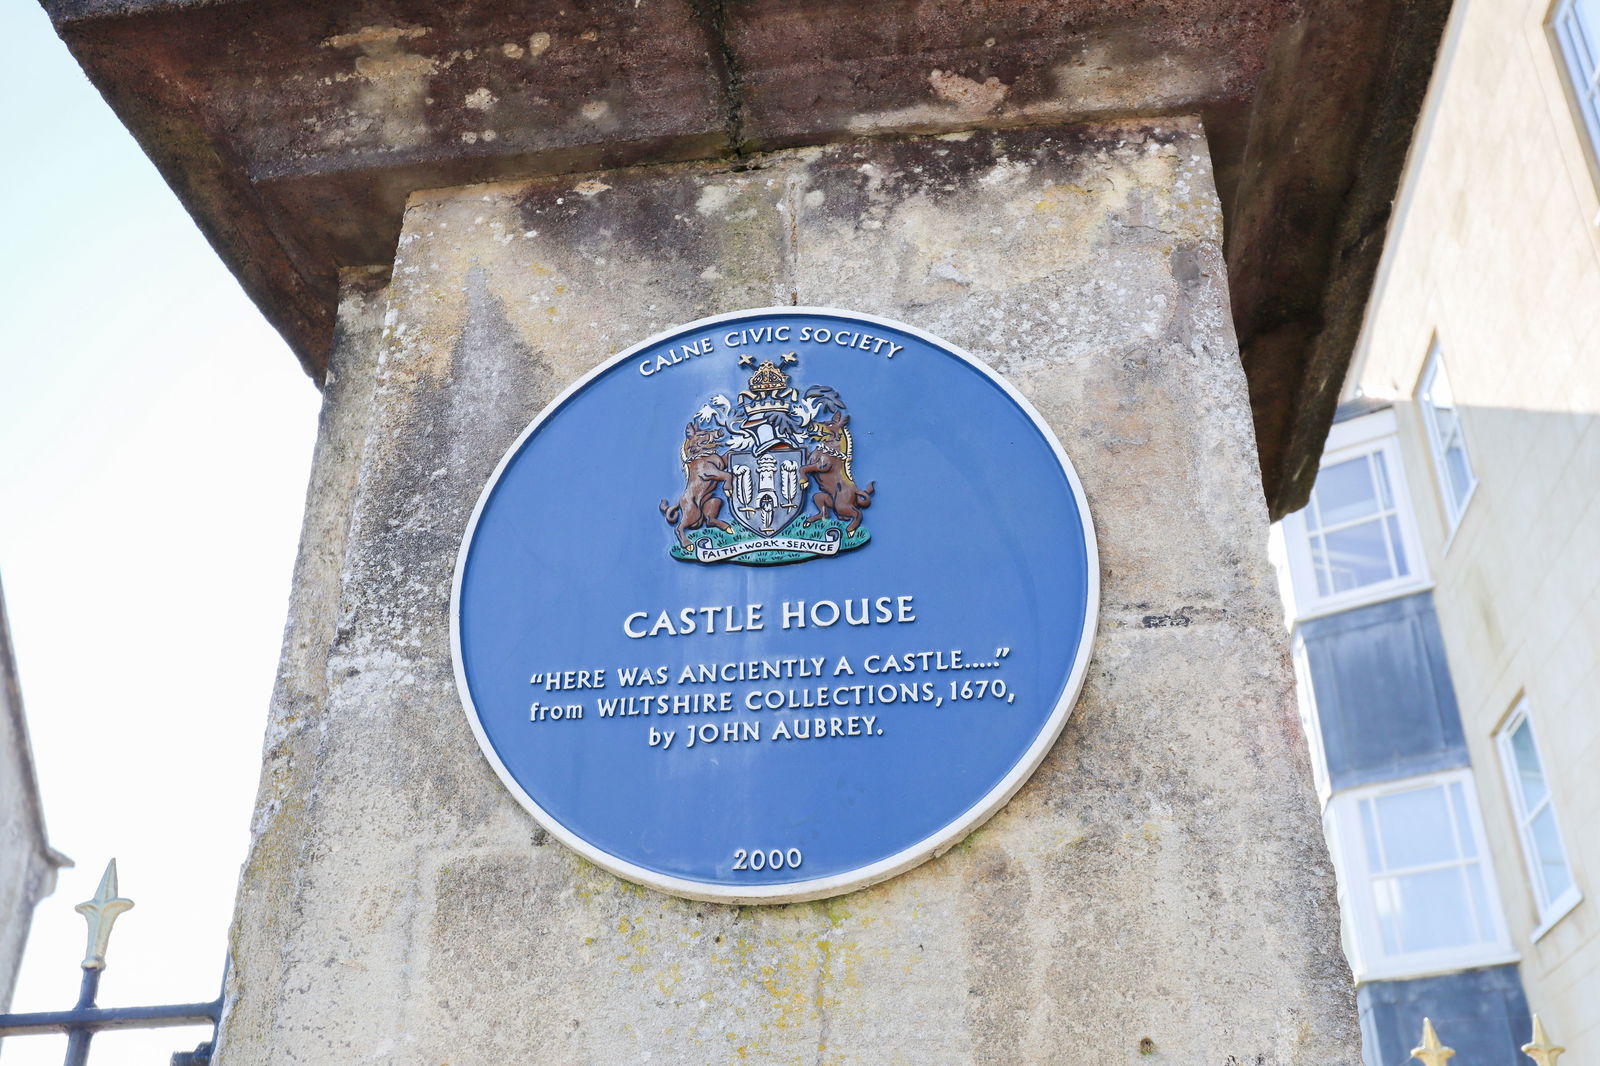 CALNE CIVIC SOCIETY
FAITH · WORK · SERVICE
CASTLE HOUSE
“HERE WAS ANCIENTLY A CASTLE.....”
from WILTSHIRE COLLECTIONS, 1670,
by JOHN AUBREY.
2000